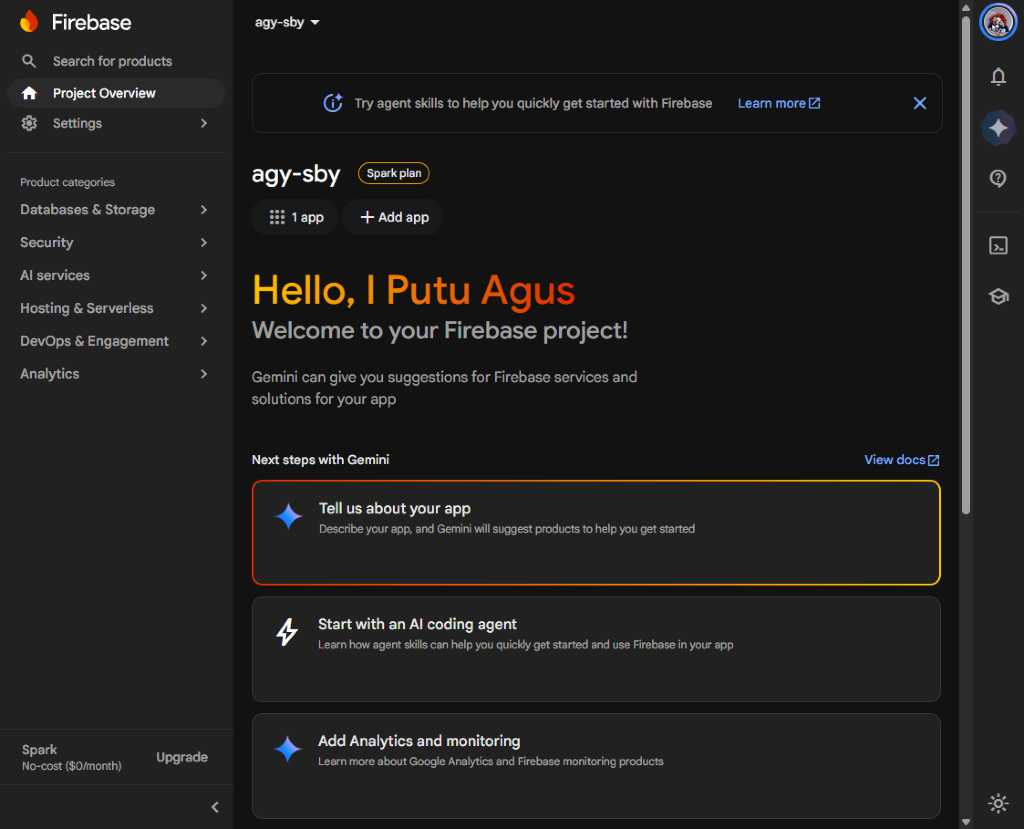 Firebase
Search for products
Project Overview
Settings
Product categories
Databases & Storage
Security
AI services
Hosting & Serverless
DevOps & Engagement
Analytics
Spark
No-cost ($0/month)
Upgrade
agy-sby
Try agent skills to help you quickly get started with Firebase
Learn more
agy-sby
Spark plan
1 app
Add app
Hello, I Putu Agus
Welcome to your Firebase project!
Gemini can give you suggestions for Firebase services and
solutions for your app
Next steps with Gemini
View docs
Tell us about your app
Describe your app, and Gemini will suggest products to help you get started
Start with an AI coding agent
Learn how agent skills can help you quickly get started and use Firebase in your app
Add Analytics and monitoring
Learn more about Google Analytics and Firebase monitoring products